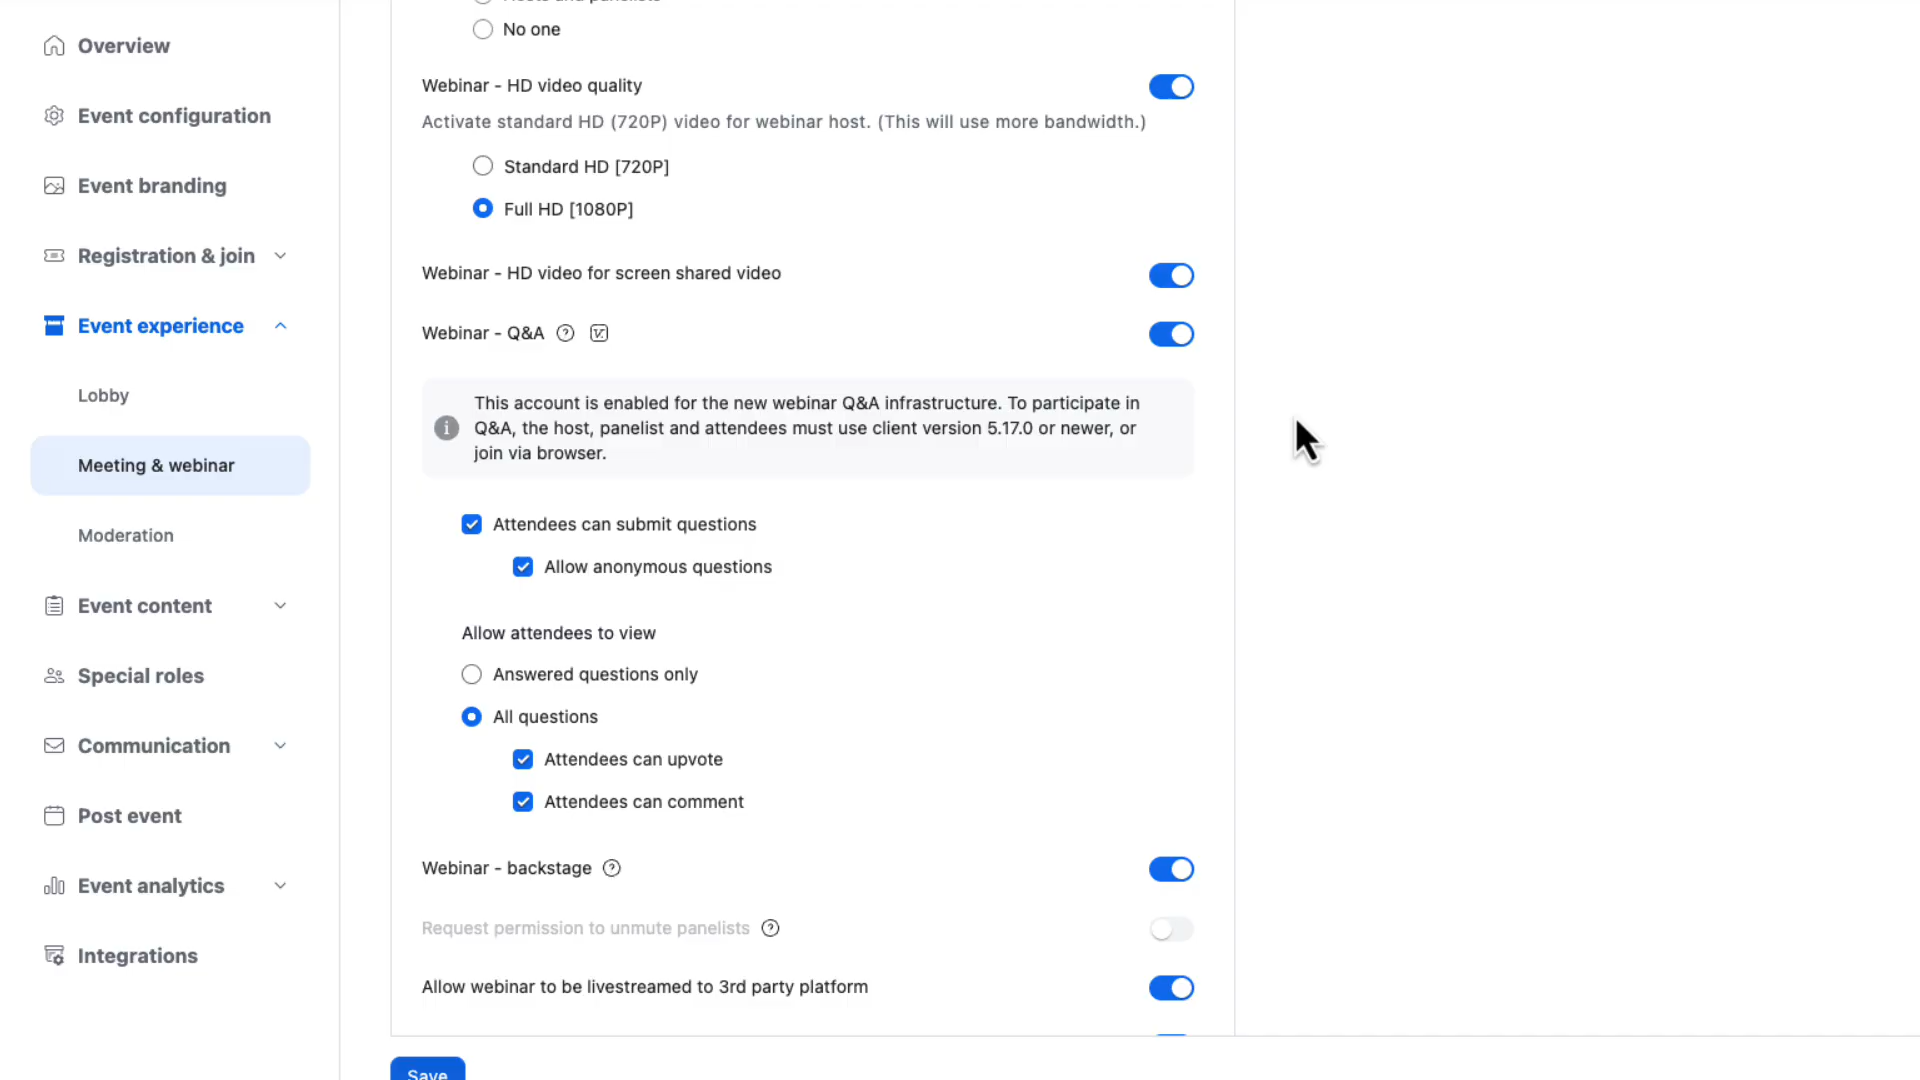 Overview
Event configuration
Event branding
Registration & join
Event experience
Lobby
Meeting & webinar
Moderation
Event content
Special roles
Communication
Post event
Event analytics
Integrations
Hosts and panelists
No one
Webinar - HD video quality
Activate standard HD (720P) video for webinar host. (This will use more bandwidth.)
Standard HD [720P]
Full HD [1080P]
Webinar - HD video for screen shared video
Webinar - Q&A
This account is enabled for the new webinar Q&A infrastructure. To participate in
Q&A, the host, panelist and attendees must use client version 5.17.0 or newer, or
join via browser.
Attendees can submit questions
Allow anonymous questions
Allow attendees to view
Answered questions only
All questions
Attendees can upvote
Attendees can comment
Webinar - backstage
Request permission to unmute panelists
Allow webinar to be livestreamed to 3rd party platform
Save